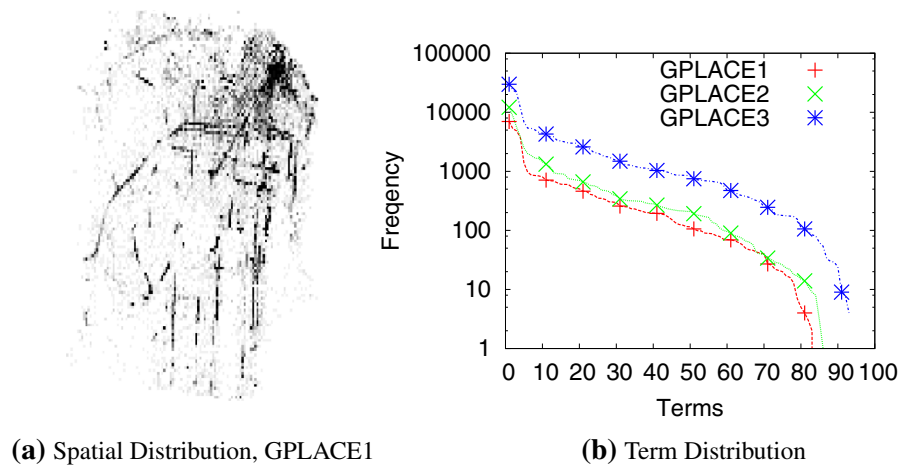 100000
10000
1000
100
10
1
Freqency
GPLACE1
GPLACE2
GPLACE3
0 10 20 30 40 50 60 70 80 90 100
Terms
(a) Spatial Distribution, GPLACE1
(b) Term Distribution